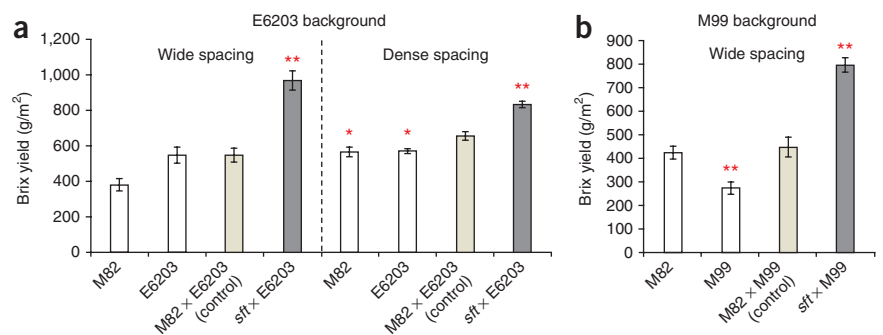 a
E6203 background
Brix yield (g/m²)
1,200
1,000
800
600
400
200
0
Wide spacing
Dense spacing
**
*
*
**
M82
E6203
M82 × E6203
(control)
sft × E6203
M82
E6203
M82 × E6203
(control)
sft × E6203
b
M99 background
Brix yield (g/m²)
900
800
700
600
500
400
300
200
100
0
Wide spacing
**
**
M82
M99
M82 × M99
(control)
sft × M99